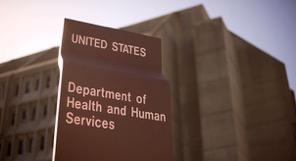 UNITED STATES
Department of
Health and Human
Services